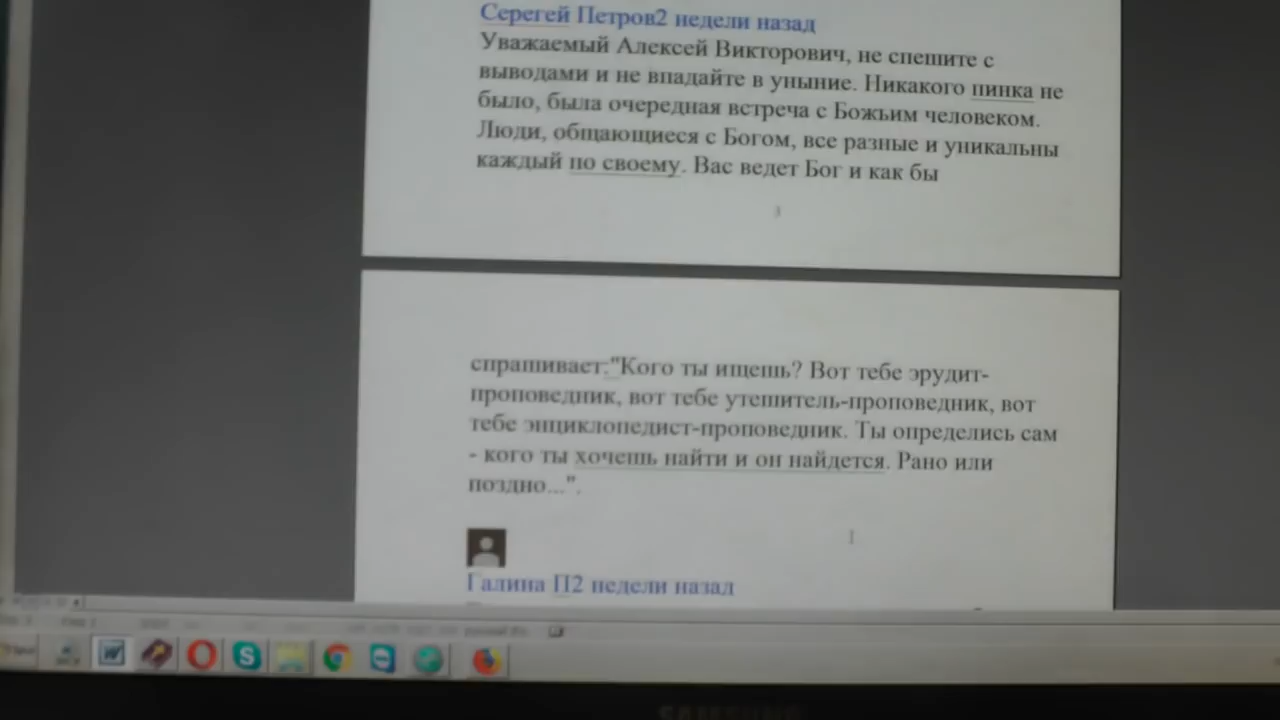 Серегей Петров2 недели назад
Уважаемый Алексей Викторович, не спешите с
выводами и не впадайте в уныние. Никакого пинка не
было, была очередная встреча с Божьим человеком.
Люди, общающиеся с Богом, все разные и уникальны
каждый по своему. Вас ведет Бог и как бы
3
спрашивает:"Кого ты ищешь? Вот тебе эрудит-
проповедник, вот тебе утешитель-проповедник, вот
тебе энциклопедист-проповедник. Ты определись сам
- кого ты хочешь найти и он найдется. Рано или
поздно...".
Галина П2 недели назад
SAMSUNG